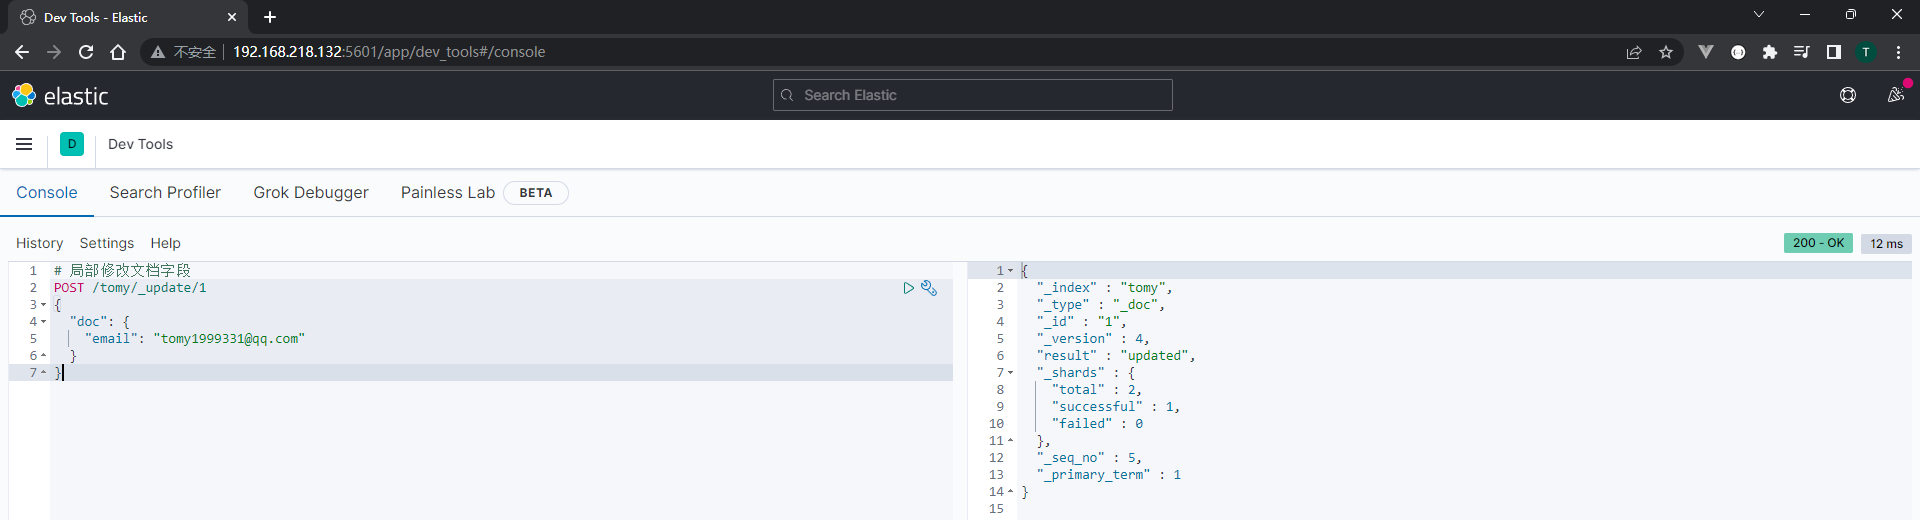 Dev Tools - Elastic
不安全 192.168.218.132:5601/app/dev_tools#/console
T
elastic
Search Elastic
D
Dev Tools
Console Search Profiler Grok Debugger Painless Lab BETA
History Settings Help
200 - OK 12 ms
1 # 局部修改文档字段
2 POST /tomy/_update/1
3 {
4 "doc": {
5 "email": "tomy1999331@qq.com"
6 }
7 }
1 {
2 "_index" : "tomy",
3 "_type" : "_doc",
4 "_id" : "1",
5 "_version" : 4,
6 "result" : "updated",
7 "_shards" : {
8 "total" : 2,
9 "successful" : 1,
10 "failed" : 0
11 },
12 "_seq_no" : 5,
13 "_primary_term" : 1
14 }
15